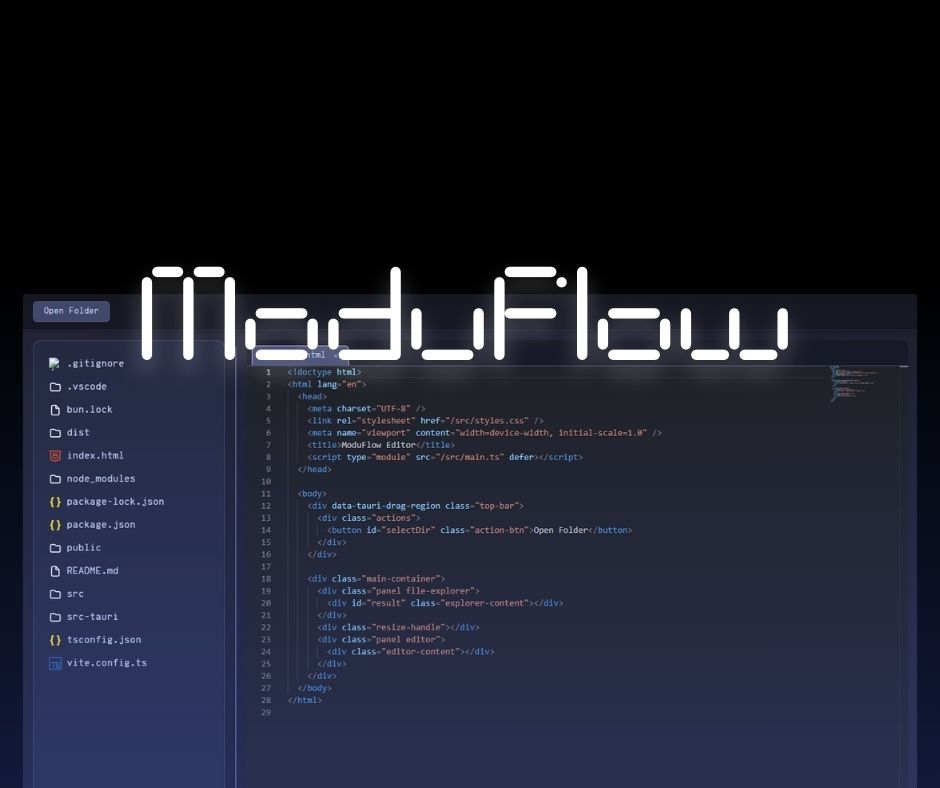 ModuFlow
Open Folder
html ×
.gitignore
.vscode
bun.lock
dist
index.html
node_modules
package-lock.json
package.json
public
README.md
src
src-tauri
tsconfig.json
vite.config.ts
1 <!doctype html>
2 <html lang="en">
3 <head>
4 <meta charset="UTF-8" />
5 <link rel="stylesheet" href="/src/styles.css" />
6 <meta name="viewport" content="width=device-width, initial-scale=1.0" />
7 <title>ModuFlow Editor</title>
8 <script type="module" src="/src/main.ts" defer></script>
9 </head>
10
11 <body>
12 <div data-tauri-drag-region class="top-bar">
13 <div class="actions">
14 <button id="selectDir" class="action-btn">Open Folder</button>
15 </div>
16 </div>
17
18 <div class="main-container">
19 <div class="panel file-explorer">
20 <div id="result" class="explorer-content"></div>
21 </div>
22 <div class="resize-handle"></div>
23 <div class="panel editor">
24 <div class="editor-content"></div>
25 </div>
26 </div>
27 </body>
28 </html>
29